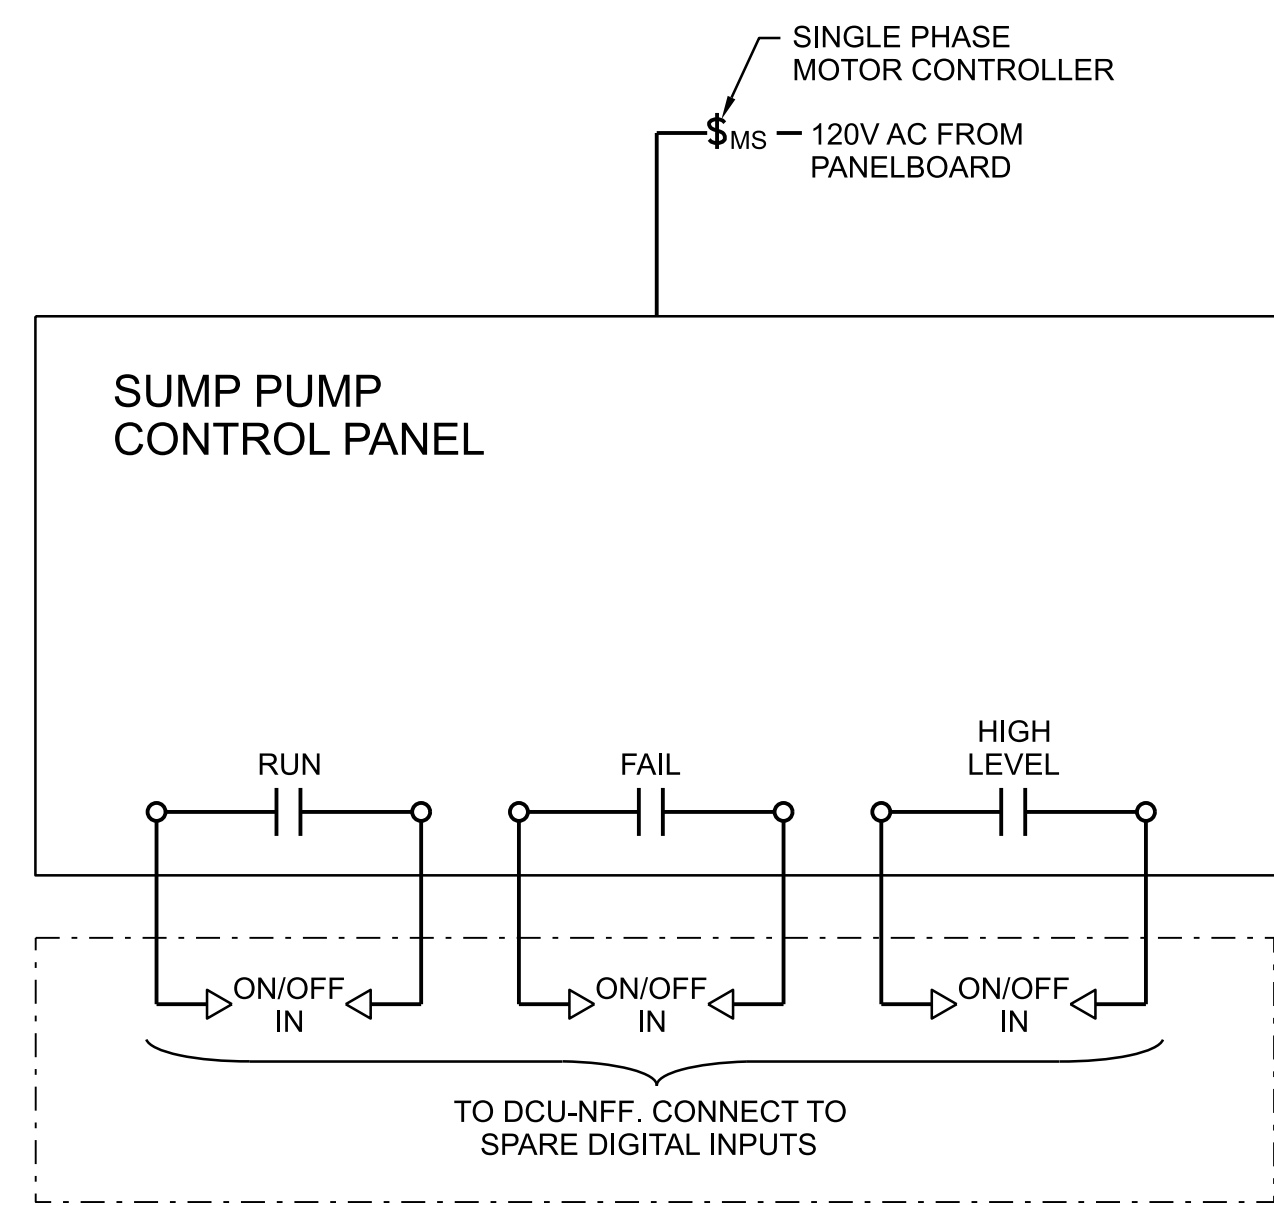 SINGLE PHASE
MOTOR CONTROLLER
$MS
120V AC FROM
PANELBOARD
SUMP PUMP
CONTROL PANEL
RUN
FAIL
HIGH
LEVEL
ON/OFF
IN
ON/OFF
IN
ON/OFF
IN
TO DCU-NFF. CONNECT TO
SPARE DIGITAL INPUTS